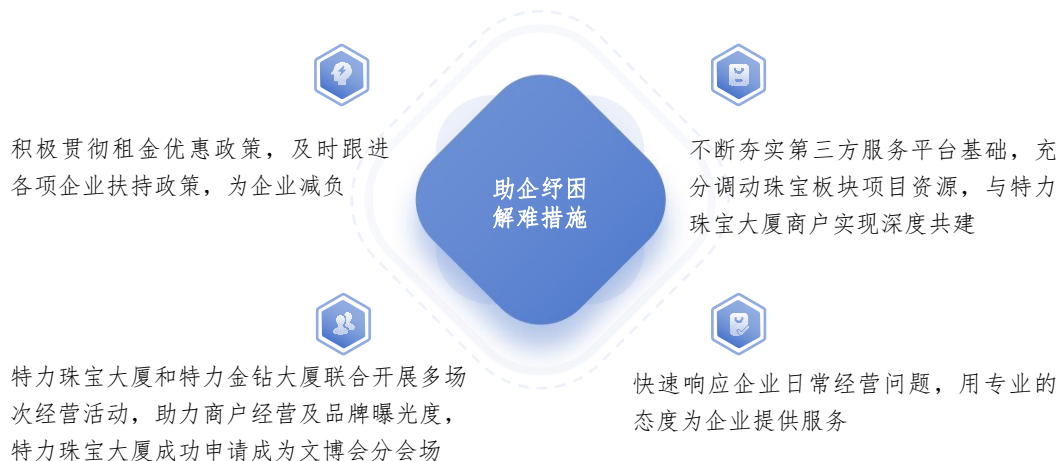 积极贯彻租金优惠政策，及时跟进
各项企业扶持政策，为企业减负
助企纾困
解难措施
不断夯实第三方服务平台基础，充
分调动珠宝板块项目资源，与特力
珠宝大厦商户实现深度共建
特力珠宝大厦和特力金钻大厦联合开展多场
次经营活动，助力商户经营及品牌曝光度，
特力珠宝大厦成功申请成为文博会分会场
快速响应企业日常经营问题，用专业的
态度为企业提供服务